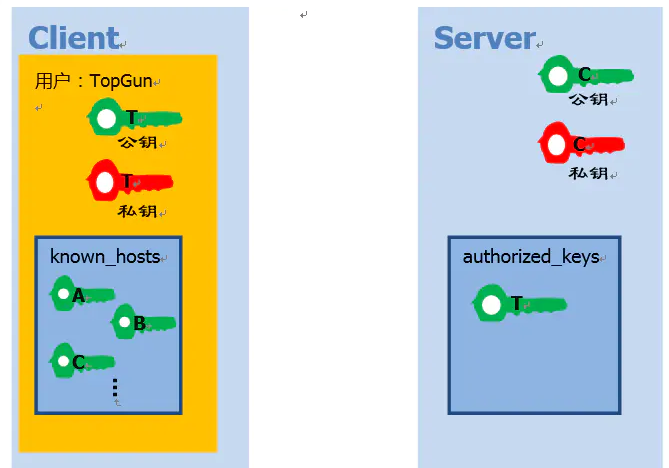 Client
用户：TopGun
T
公钥
T
私钥
known_hosts
A
B
C
...
Server
C
公钥
C
私钥
authorized_keys
T